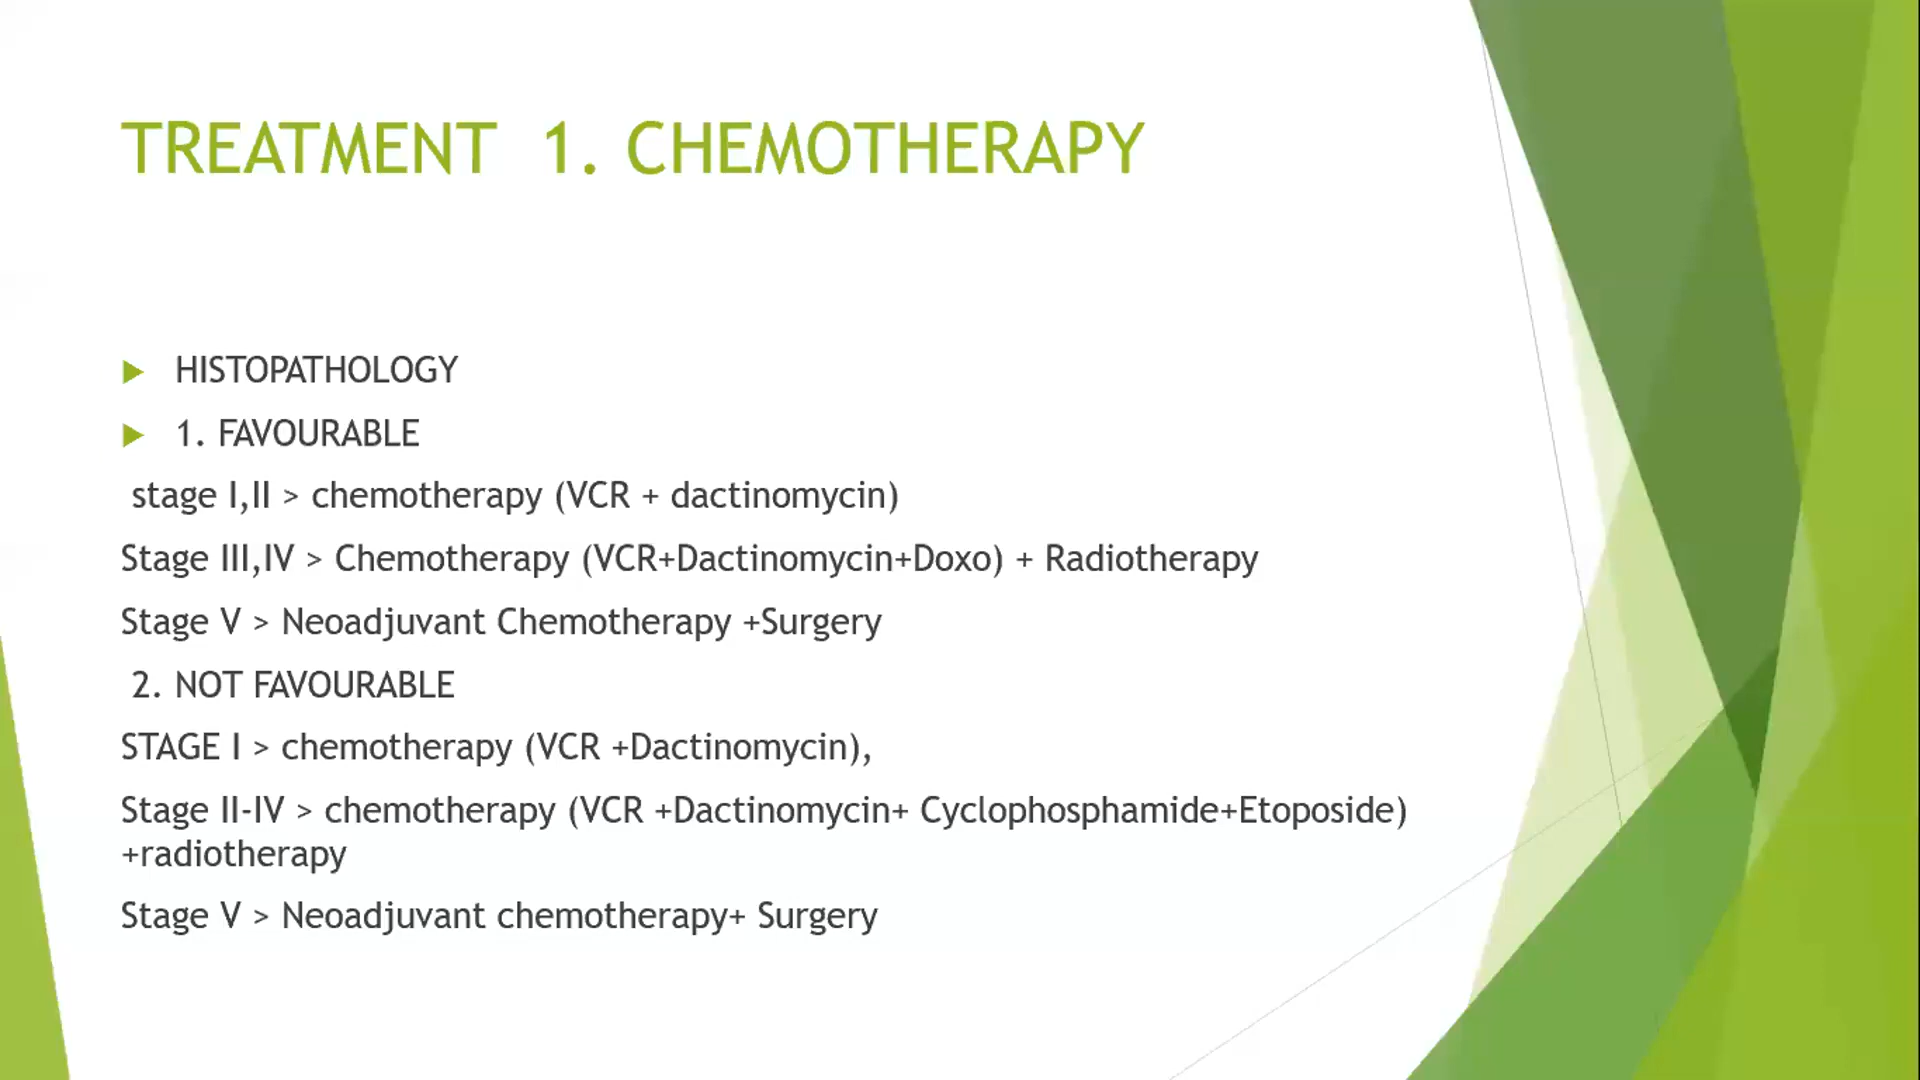 TREATMENT 1. CHEMOTHERAPY
HISTOPATHOLOGY
1. FAVOURABLE
stage I,II > chemotherapy (VCR + dactinomycin)
Stage III,IV > Chemotherapy (VCR+Dactinomycin+Doxo) + Radiotherapy
Stage V > Neoadjuvant Chemotherapy +Surgery
2. NOT FAVOURABLE
STAGE I > chemotherapy (VCR +Dactinomycin),
Stage II-IV > chemotherapy (VCR +Dactinomycin+ Cyclophosphamide+Etoposide)
+radiotherapy
Stage V > Neoadjuvant chemotherapy+ Surgery